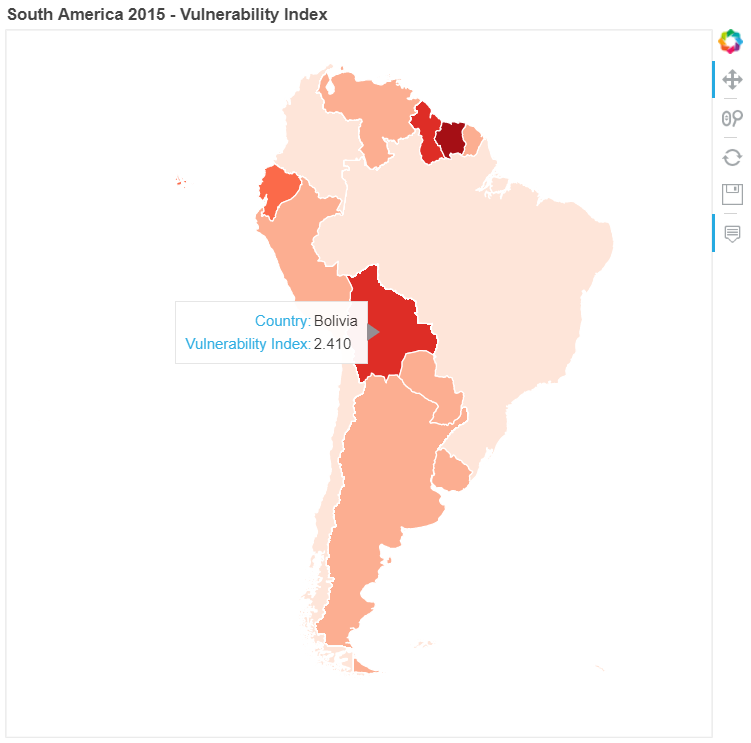 South America 2015 - Vulnerability Index
Country: Bolivia
Vulnerability Index: 2.410